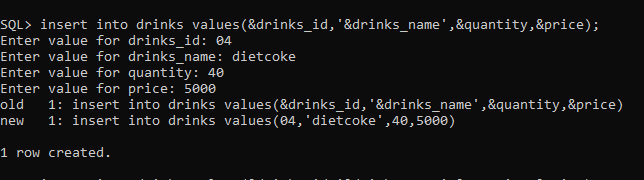 SQL> insert into drinks values(&drinks_id,'&drinks_name',&quantity,&price);
Enter value for drinks_id: 04
Enter value for drinks_name: dietcoke
Enter value for quantity: 40
Enter value for price: 5000
old   1: insert into drinks values(&drinks_id,'&drinks_name',&quantity,&price)
new   1: insert into drinks values(04,'dietcoke',40,5000)

1 row created.